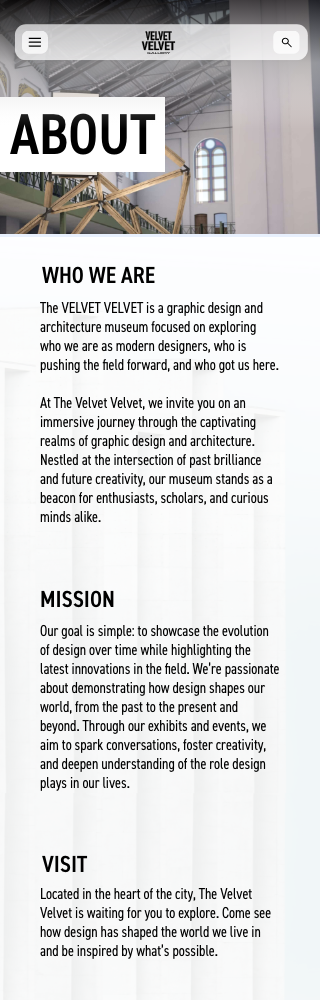 VELVET
VELVET
GALLERY
ABOUT
WHO WE ARE
The VELVET VELVET is a graphic design and
architecture museum focused on exploring
who we are as modern designers, who is
pushing the field forward, and who got us here.
At The Velvet Velvet, we invite you on an
immersive journey through the captivating
realms of graphic design and architecture.
Nestled at the intersection of past brilliance
and future creativity, our museum stands as a
beacon for enthusiasts, scholars, and curious
minds alike.
MISSION
Our goal is simple: to showcase the evolution
of design over time while highlighting the
latest innovations in the field. We're passionate
about demonstrating how design shapes our
world, from the past to the present and
beyond. Through our exhibits and events, we
aim to spark conversations, foster creativity,
and deepen understanding of the role design
plays in our lives.
VISIT
Located in the heart of the city, The Velvet
Velvet is waiting for you to explore. Come see
how design has shaped the world we live in
and be inspired by what's possible.